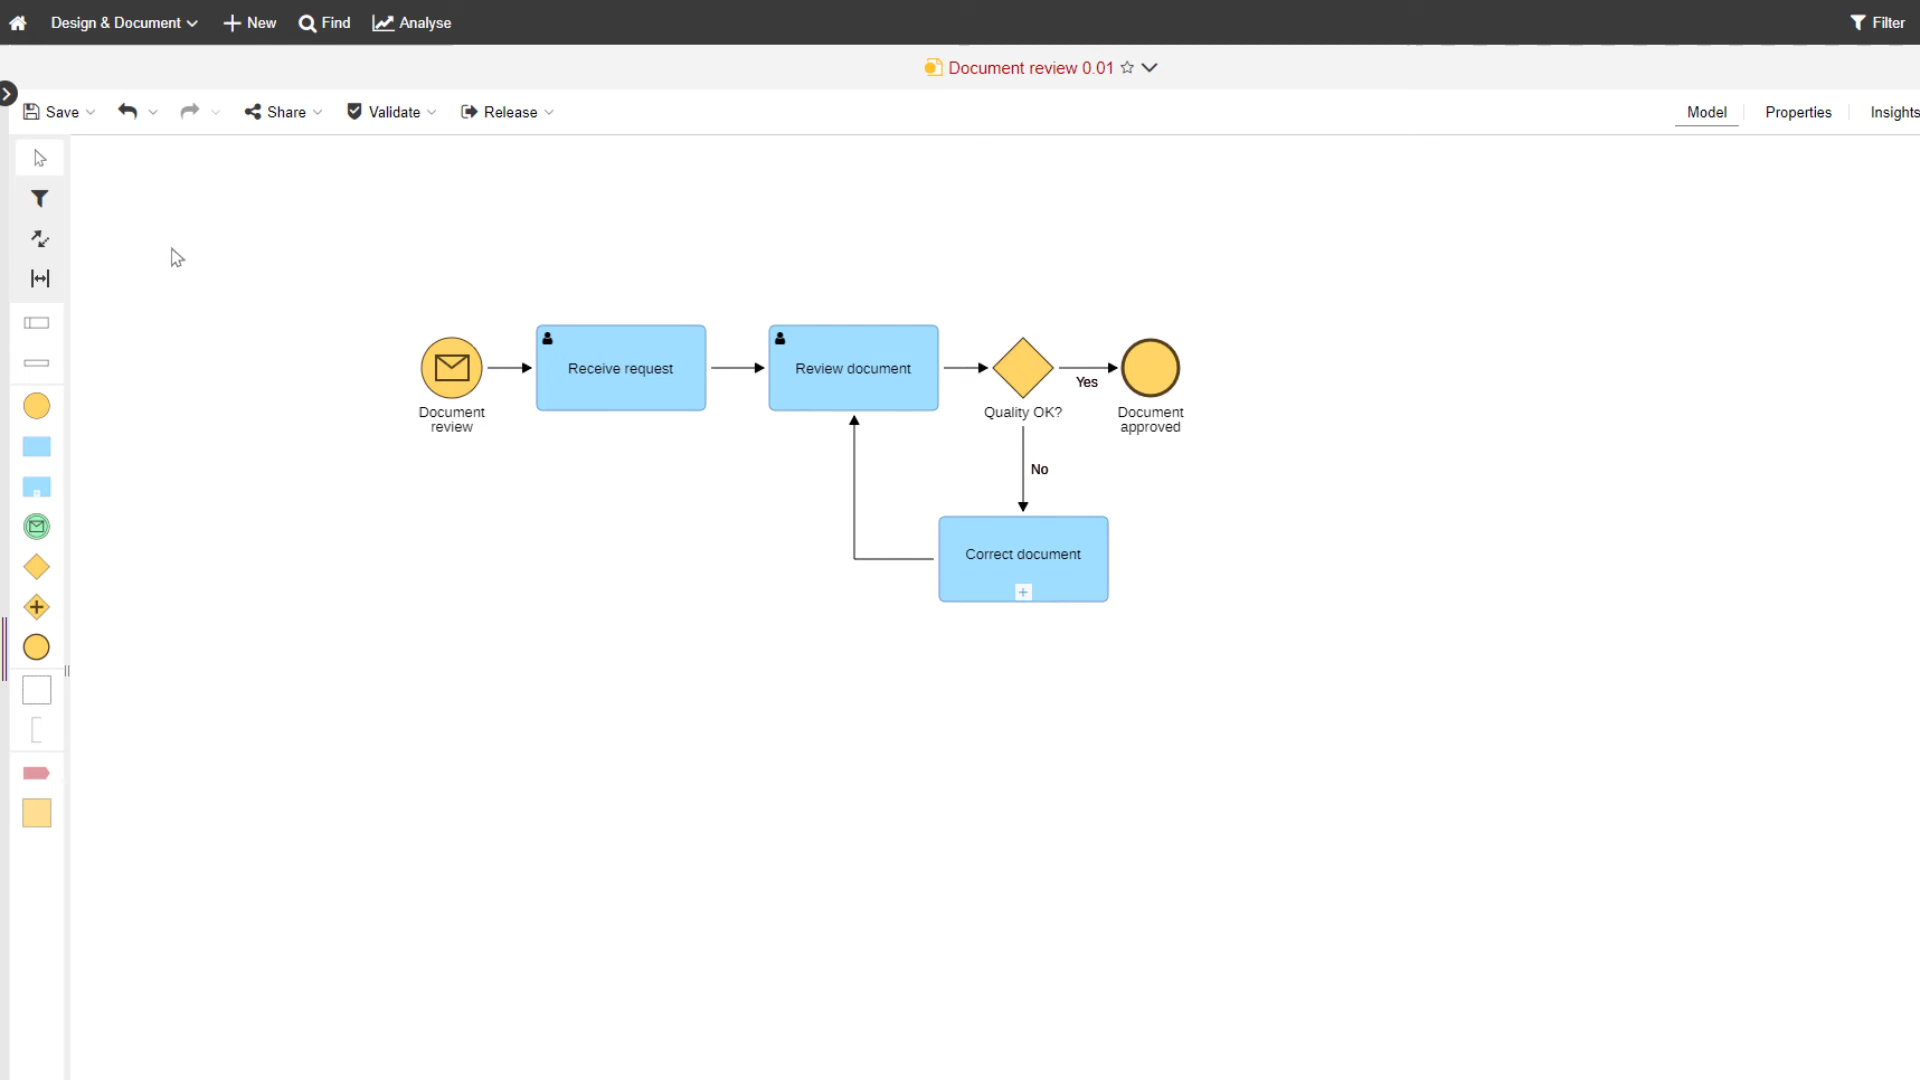 Design & Document
New
Find
Analyse
Filter
Document review 0.01
Save
Share
Validate
Release
Model
Properties
Insights
Receive request
Review document
Yes
Document
review
Quality OK?
Document
approved
No
Correct document